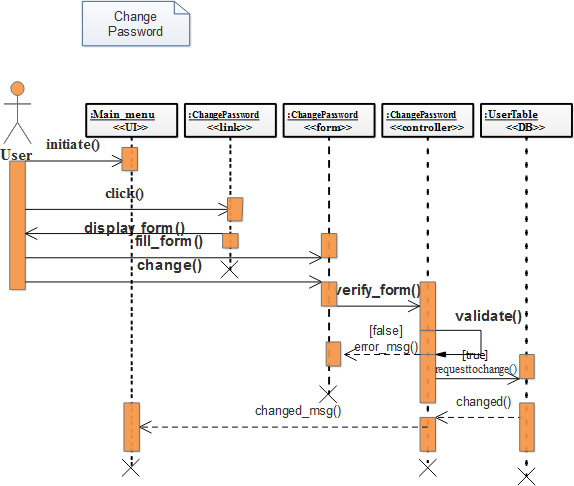 Change
Password
:Main_menu
<<UI>>
:ChangePassword
<<link>>
:ChangePassword
<<form>>
:ChangePassword
<<controller>>
:UserTable
<<DB>>
User
initiate()
click()
display_form()
fill_form()
change()
verify_form()
validate()
[false]
error_msg()
[true]
requesttochange()
changed()
changed_msg()